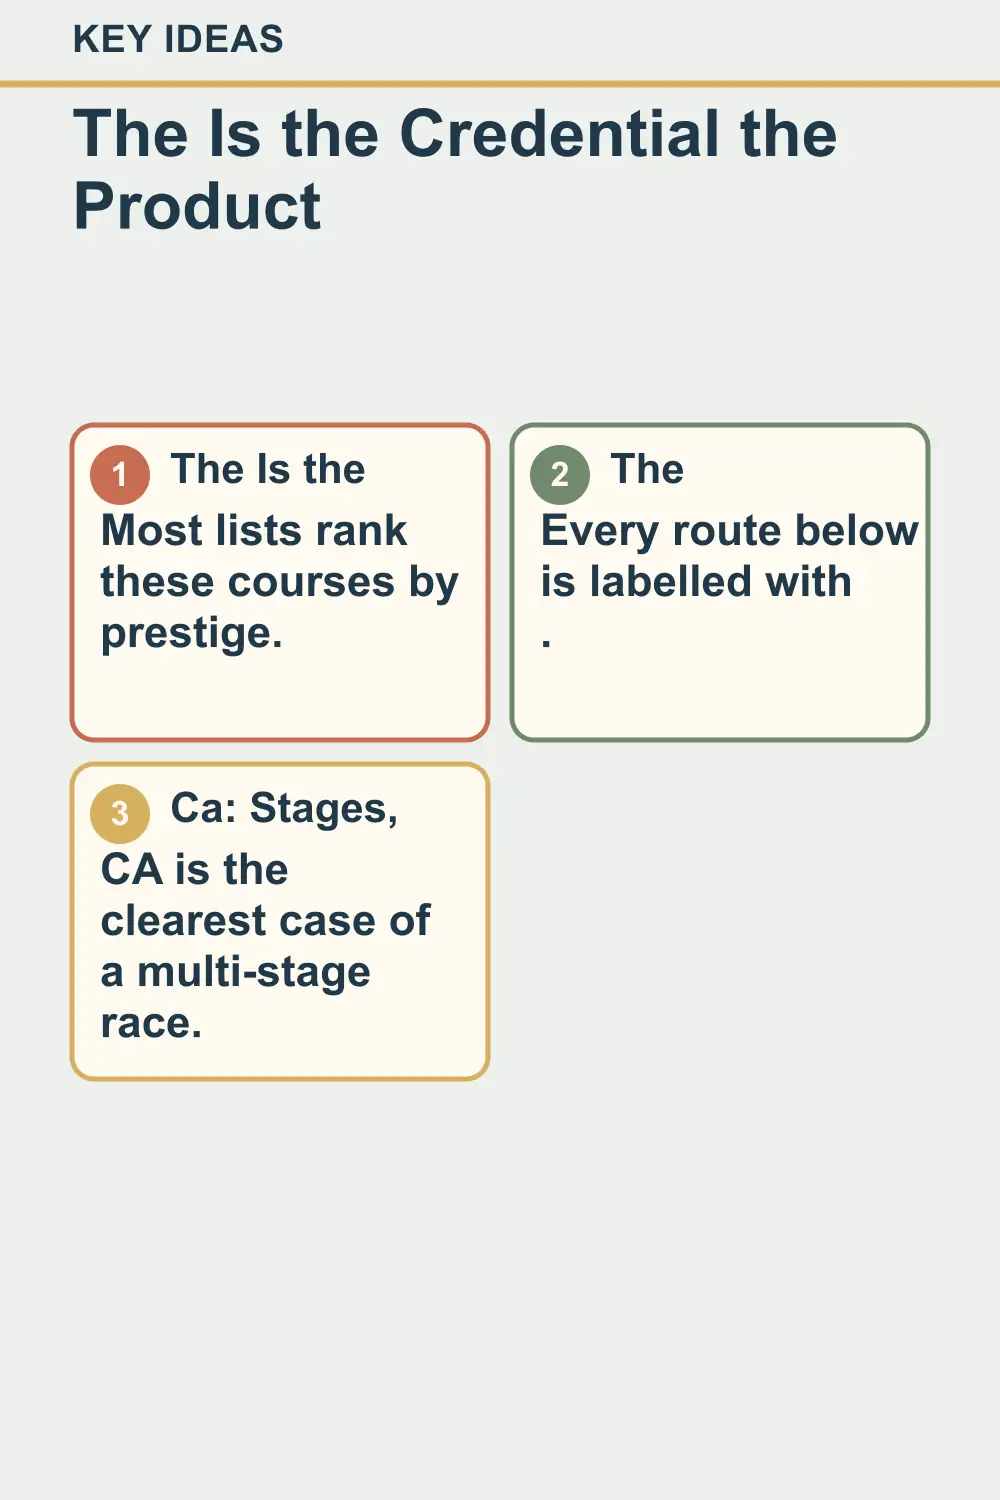 KEY IDEAS
The Is the Credential the
Product
1
The Is the
Most lists rank
these courses by
prestige.
2
The
Every route below
is labelled with
.
3
Ca: Stages,
CA is the
clearest case of
a multi-stage
race.